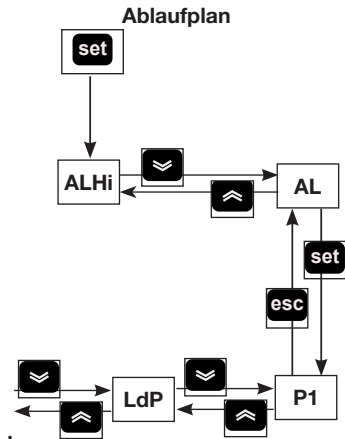 Ablaufplan
set
ALHi
AL
set
esc
LdP
P1
.